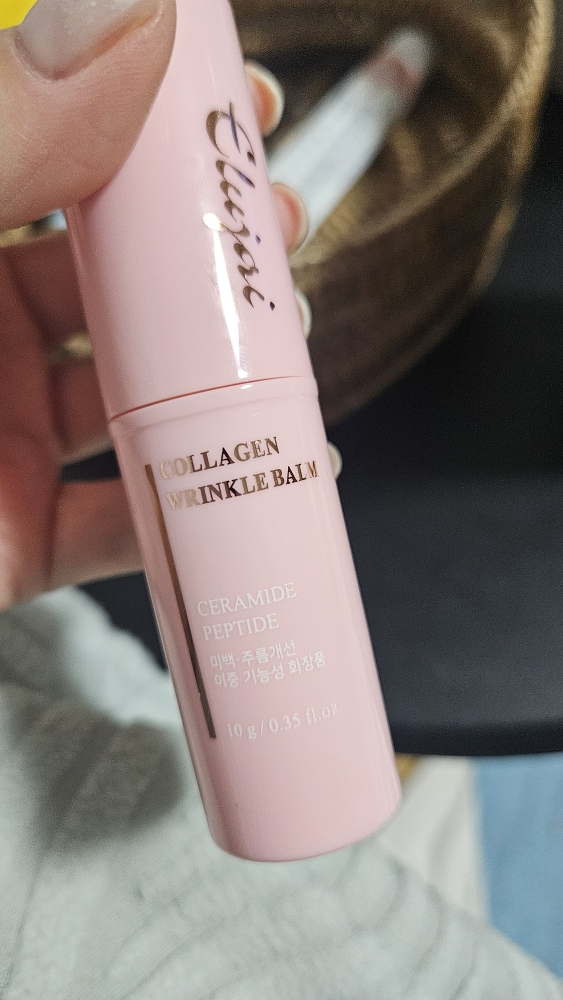 Elujai
COLLAGEN
WRINKLE BALM
CERAMIDE
PEPTIDE
미백·주름개선
이중 기능성 화장품
10 g / 0.35 fl.oz.